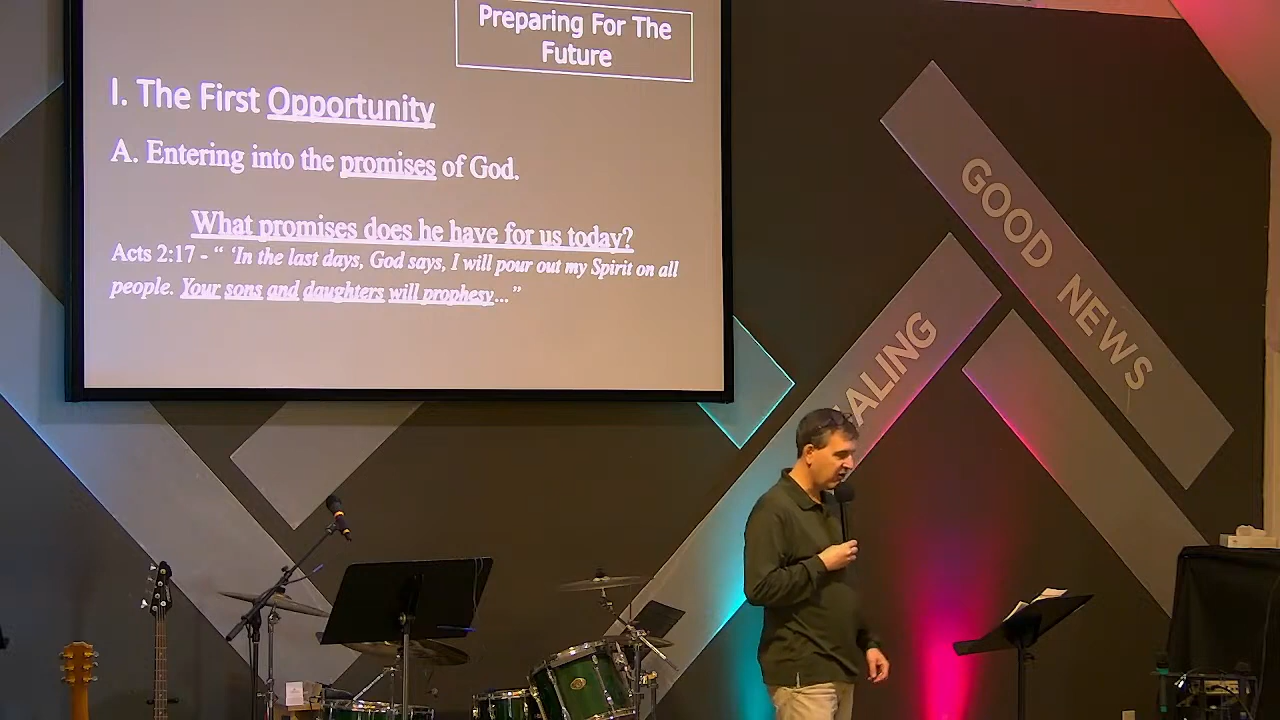 Preparing For The
Future
I. The First Opportunity
A. Entering into the promises of God.
What promises does he have for us today?
Acts 2:17 - “ ‘In the last days, God says, I will pour out my Spirit on all
people. Your sons and daughters will prophesy...”
GOOD NEWS
ALING